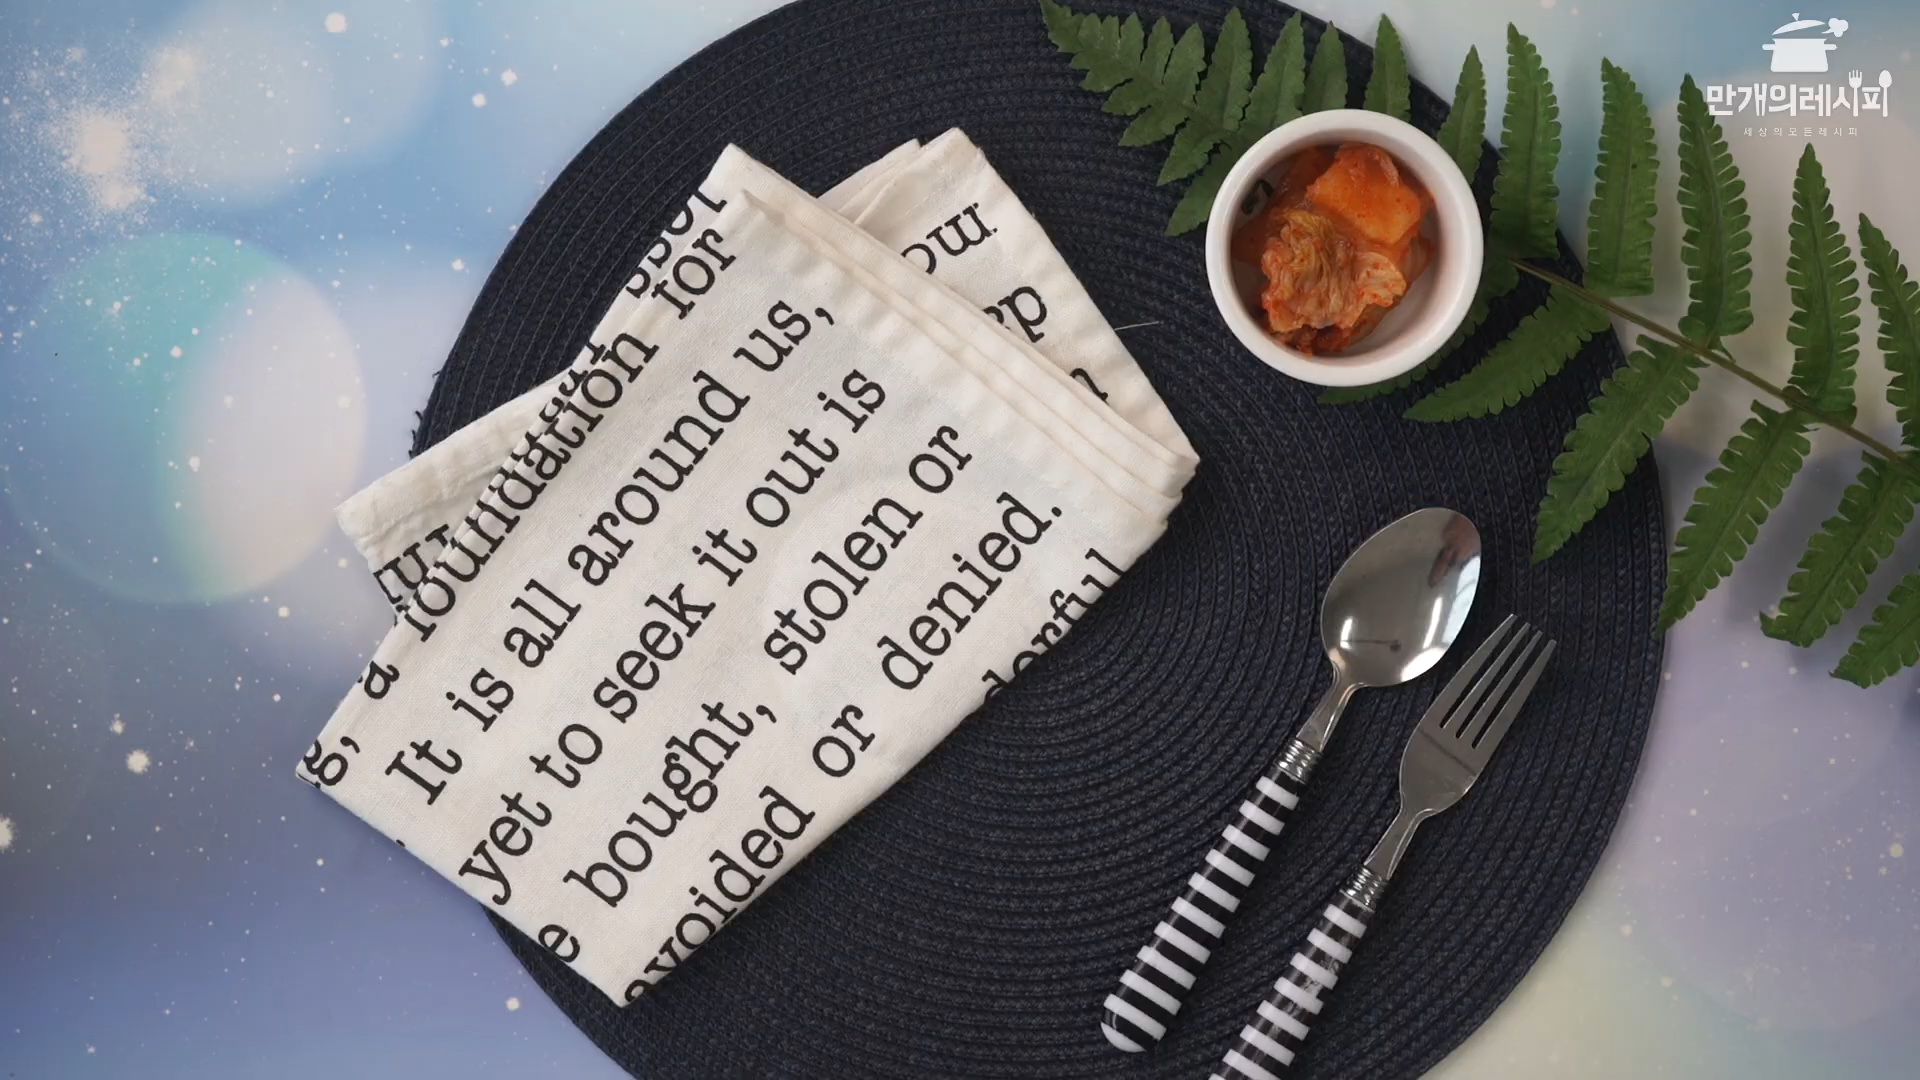 만개의레시피
세상의모든레시피
a foundation for
It is all around us,
yet to seek it out is
bought, stolen or
avoided or denied.